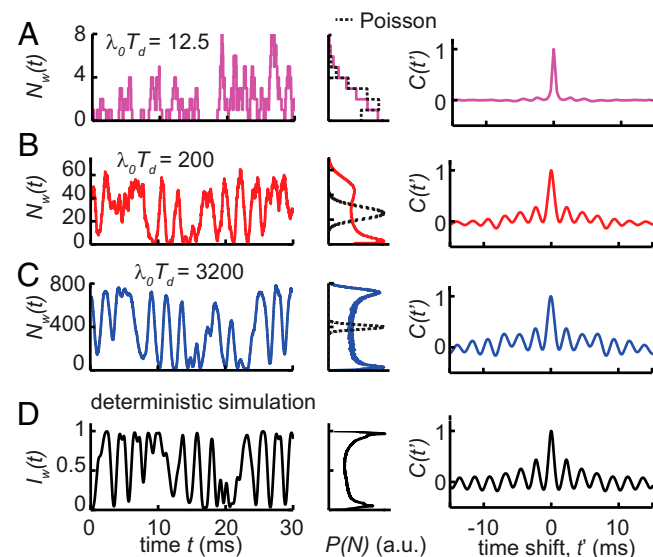 A
λ₀T_d = 12.5
Poisson
N_w(t)
8
4
0
C(t')
1
0
B
λ₀T_d = 200
N_w(t)
60
40
20
0
C(t')
1
0
C
λ₀T_d = 3200
N_w(t)
800
400
0
C(t')
1
0
D
deterministic simulation
I_w(t)
1
0.5
0
C(t')
1
0
0 10 20 30
time t (ms)
P(N) (a.u.)
-10 0 10
time shift, t' (ms)